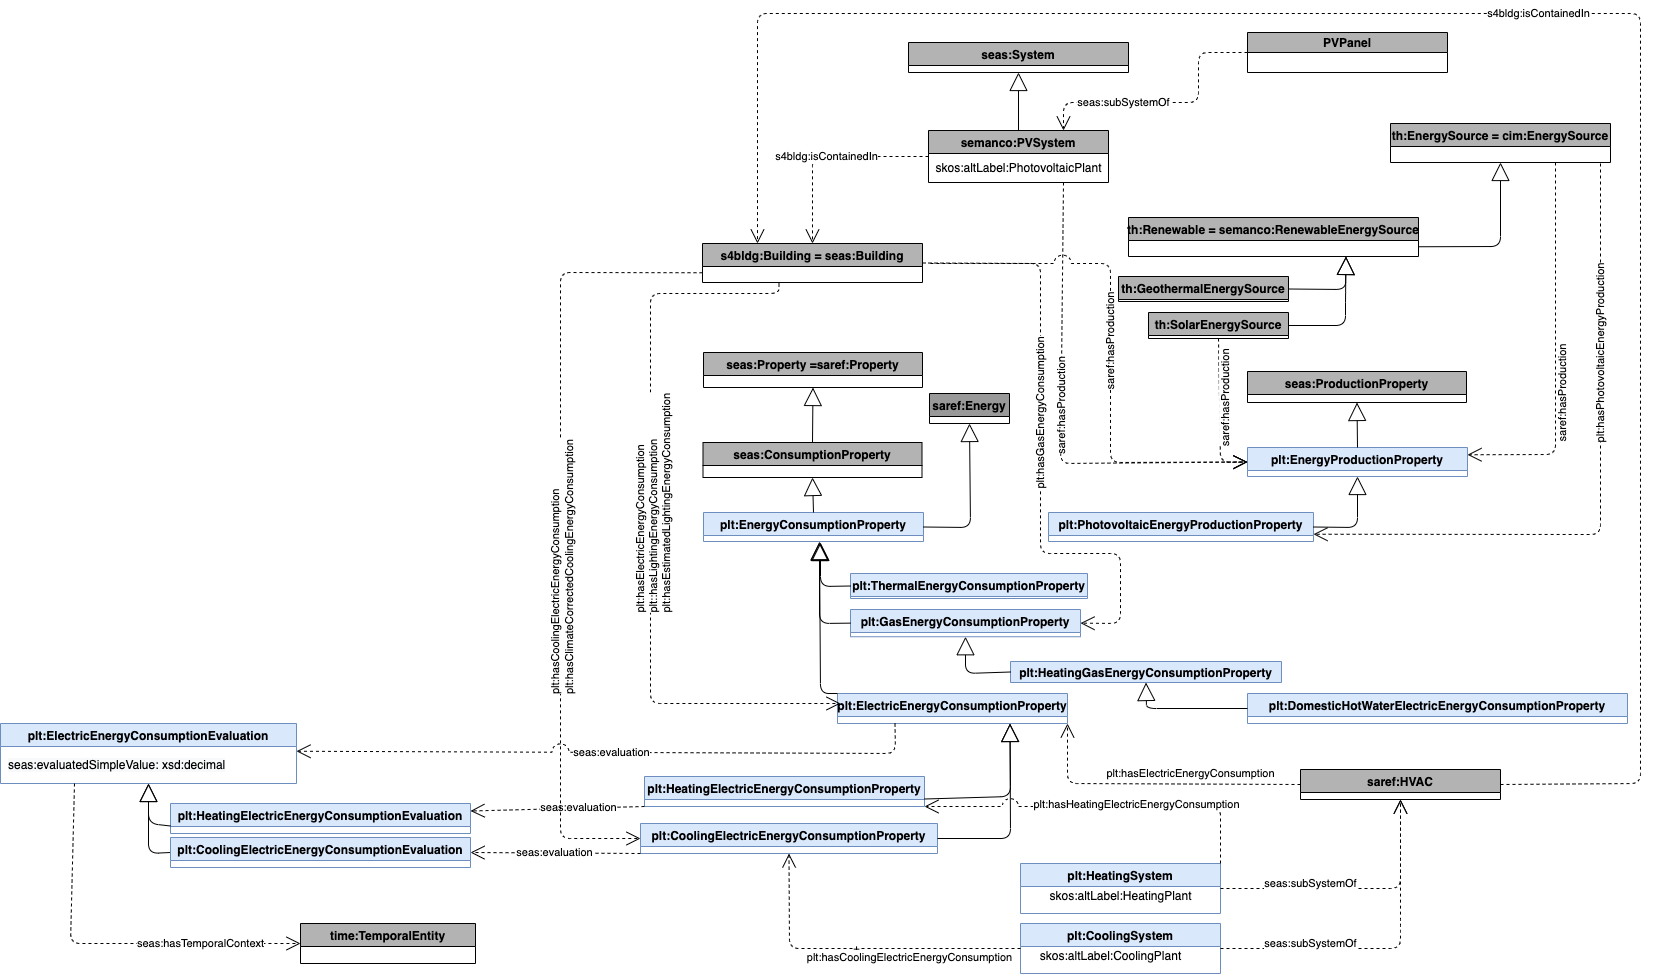 s4bldg:isContainedIn
PVPanel
seas:System
seas:subSystemOf
th:EnergySource = cim:EnergySource
semanco:PVSystem
skos:altLabel:PhotovoltaicPlant
s4bldg:isContainedIn
th:Renewable = semanco:RenewableEnergySource
s4bldg:Building = seas:Building
th:GeothermalEnergySource
th:SolarEnergySource
plt:hasGasEnergyConsumption
saref:hasProduction
saref:hasProduction
saref:hasProduction
saref:hasProduction
plt:hasPhotovoltaicEnergyProduction
seas:Property =saref:Property
seas:ProductionProperty
saref:Energy
seas:ConsumptionProperty
plt:EnergyProductionProperty
plt:hasCoolingElectricEnergyConsumption
plt:hasClimateCorrectedCoolingEnergyConsumption
plt:hasElectricEnergyConsumption
plt::hasLightingEnergyConsumption
plt:hasEstimatedLightingEnergyConsumption
plt:EnergyConsumptionProperty
plt:PhotovoltaicEnergyProductionProperty
plt:ThermalEnergyConsumptionProperty
plt:GasEnergyConsumptionProperty
plt:HeatingGasEnergyConsumptionProperty
plt:ElectricEnergyConsumptionProperty
plt:DomesticHotWaterElectricEnergyConsumptionProperty
plt:ElectricEnergyConsumptionEvaluation
seas:evaluatedSimpleValue: xsd:decimal
seas:evaluation
plt:hasElectricEnergyConsumption
saref:HVAC
plt:HeatingElectricEnergyConsumptionProperty
seas:evaluation
plt:hasHeatingElectricEnergyConsumption
plt:HeatingElectricEnergyConsumptionEvaluation
plt:CoolingElectricEnergyConsumptionProperty
plt:CoolingElectricEnergyConsumptionEvaluation
seas:evaluation
plt:HeatingSystem
skos:altLabel:HeatingPlant
seas:subSystemOf
time:TemporalEntity
seas:hasTemporalContext
plt:CoolingSystem
skos:altLabel:CoolingPlant
seas:subSystemOf
plt:hasCoolingElectricEnergyConsumption